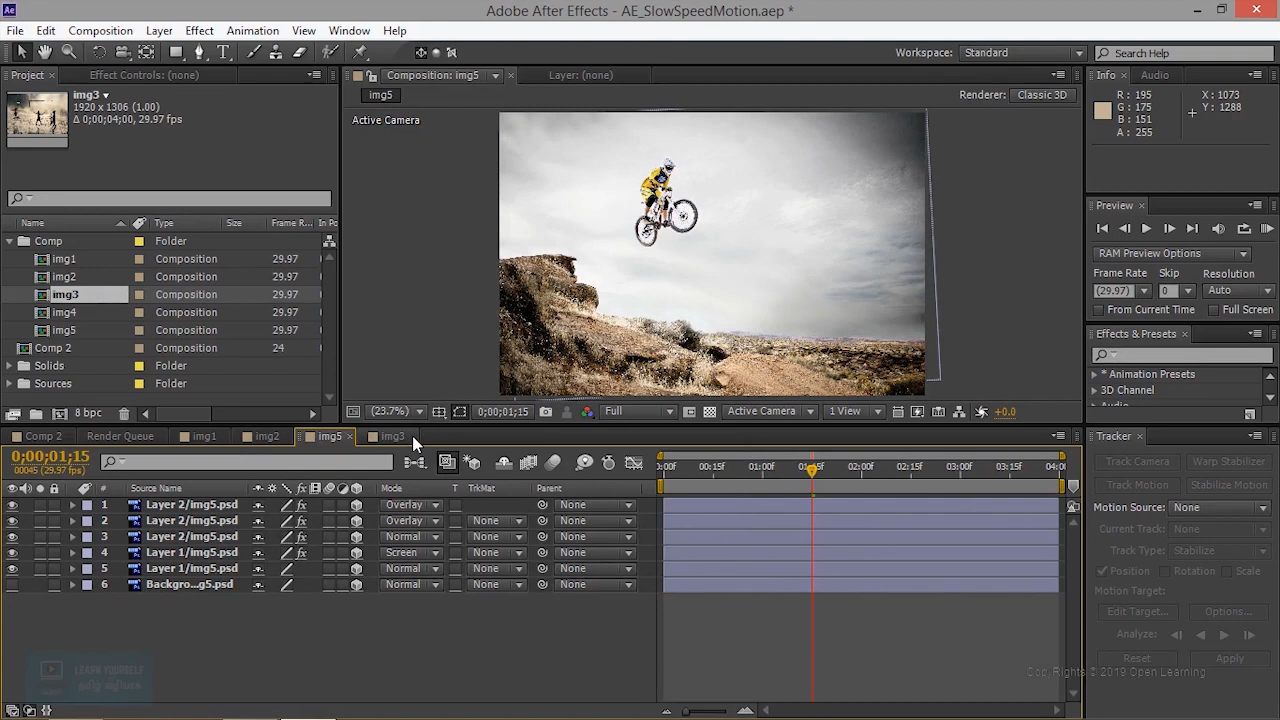 Ae Adobe After Effects - AE_SlowSpeedMotion.aep *
File Edit Composition Layer Effect Animation View Window Help
Workspace: Standard Search Help
Project Effect Controls: (none) Composition: img5 Layer: (none) Info Audio
img3
1920 x 1306 (1.00)
Δ 0;00;04;00, 29.97 fps
img5 Renderer: Classic 3D
Active Camera
R : 195 X : 1073
G : 175 Y : 1288
B : 151
A : 255
Name Type Size Frame R... In Po
Comp Folder
img1 Composition 29.97
img2 Composition 29.97
img3 Composition 29.97
img4 Composition 29.97
img5 Composition 29.97
Comp 2 Composition 24
Solids Folder
Sources Folder
8 bpc
(23.7%) 0;00;01;15 Full Active Camera 1 View +0.0
Preview
RAM Preview Options
Frame Rate Skip Resolution
(29.97) 0 Auto
From Current Time Full Screen
Effects & Presets
* Animation Presets
3D Channel
Audio
Comp 2 Render Queue img1 img2 img5 img3
0;00;01;15
00045 (29.97 fps)
0:00f 00:15f 01:00f 01:15f 02:00f 02:15f 03:00f 03:15f 04:00f
# Source Name fx Mode T TrkMat Parent
1 Layer 2/img5.psd fx Overlay None
2 Layer 2/img5.psd fx Overlay None None
3 Layer 2/img5.psd fx Normal None None
4 Layer 1/img5.psd fx Screen None None
5 Layer 1/img5.psd Normal None None
6 Backgro...g5.psd Normal None None
Tracker
Track Camera Warp Stabilizer
Track Motion Stabilize Motion
Motion Source: None
Current Track: None
Track Type: Stabilize
Position Rotation Scale
Motion Target:
Edit Target... Options...
Analyze:
Reset Apply
LEARN YOURSELF
தமிழ் வழியாக
Copy Rights © 2019 Open Learning